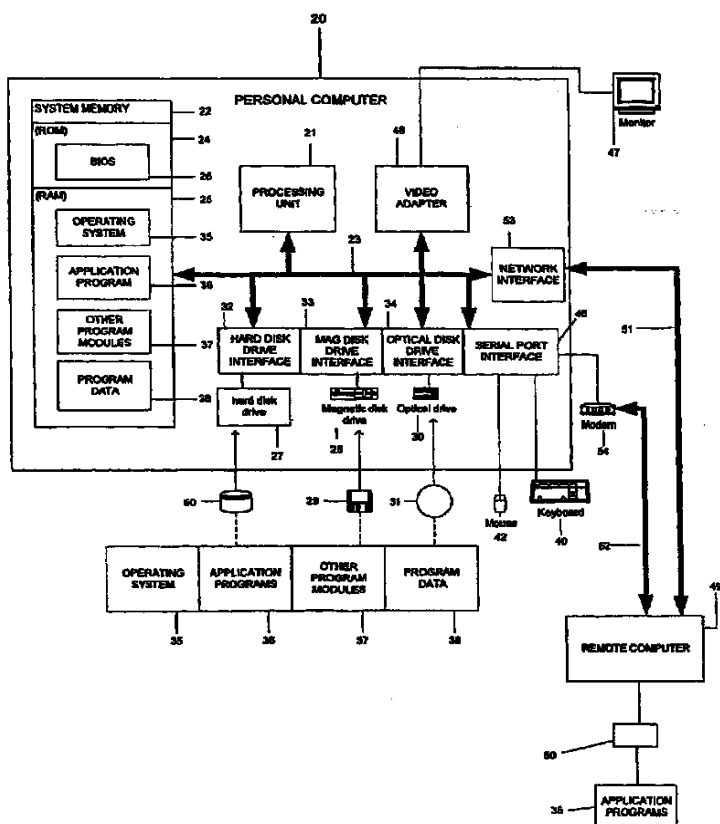 20
PERSONAL COMPUTER
SYSTEM MEMORY
22
(ROM)
24
BIOS
26
(RAM)
25
OPERATING
SYSTEM
35
APPLICATION
PROGRAM
36
OTHER
PROGRAM
MODULES
37
PROGRAM
DATA
38
21
PROCESSING
UNIT
48
VIDEO
ADAPTER
Monitor
47
23
53
NETWORK
INTERFACE
32
HARD DISK
DRIVE
INTERFACE
33
MAG DISK
DRIVE
INTERFACE
34
OPTICAL DISK
DRIVE
INTERFACE
46
SERIAL PORT
INTERFACE
51
hard disk
drive
27
Magnetic disk
drive
28
Optical drive
30
Modem
54
60
29
31
Mouse
42
Keyboard
40
52
OPERATING
SYSTEM
35
APPLICATION
PROGRAMS
36
OTHER
PROGRAM
MODULES
37
PROGRAM
DATA
38
49
REMOTE COMPUTER
50
36
APPLICATION
PROGRAMS